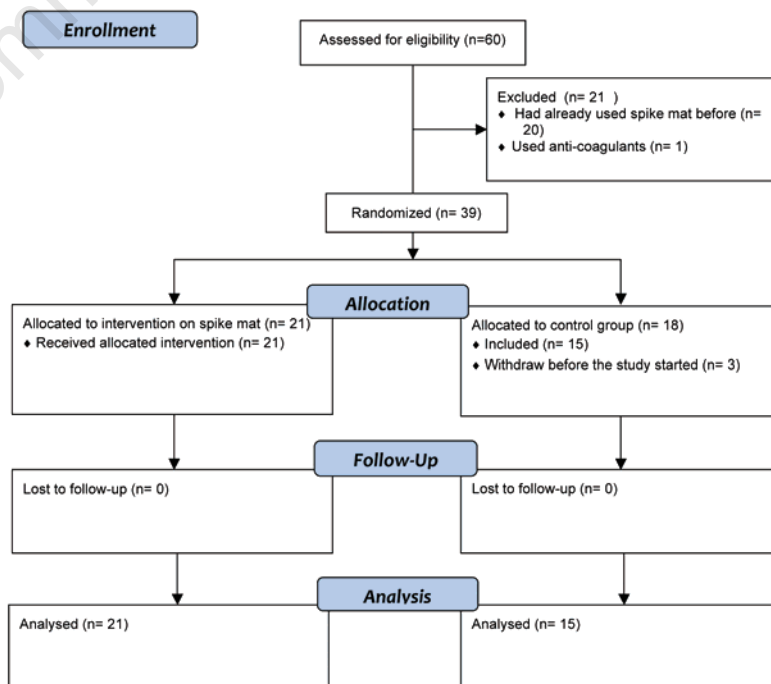 Enrollment
Assessed for eligibility (n=60)
Excluded (n= 21 )
♦ Had already used spike mat before (n=
20)
♦ Used anti-coagulants (n= 1)
Randomized (n= 39)
Allocation
Allocated to intervention on spike mat (n= 21)
♦ Received allocated intervention (n= 21)
Allocated to control group (n= 18)
♦ Included (n= 15)
♦ Withdraw before the study started (n= 3)
Follow-Up
Lost to follow-up (n= 0)
Lost to follow-up (n= 0)
Analysis
Analysed (n= 21)
Analysed (n= 15)